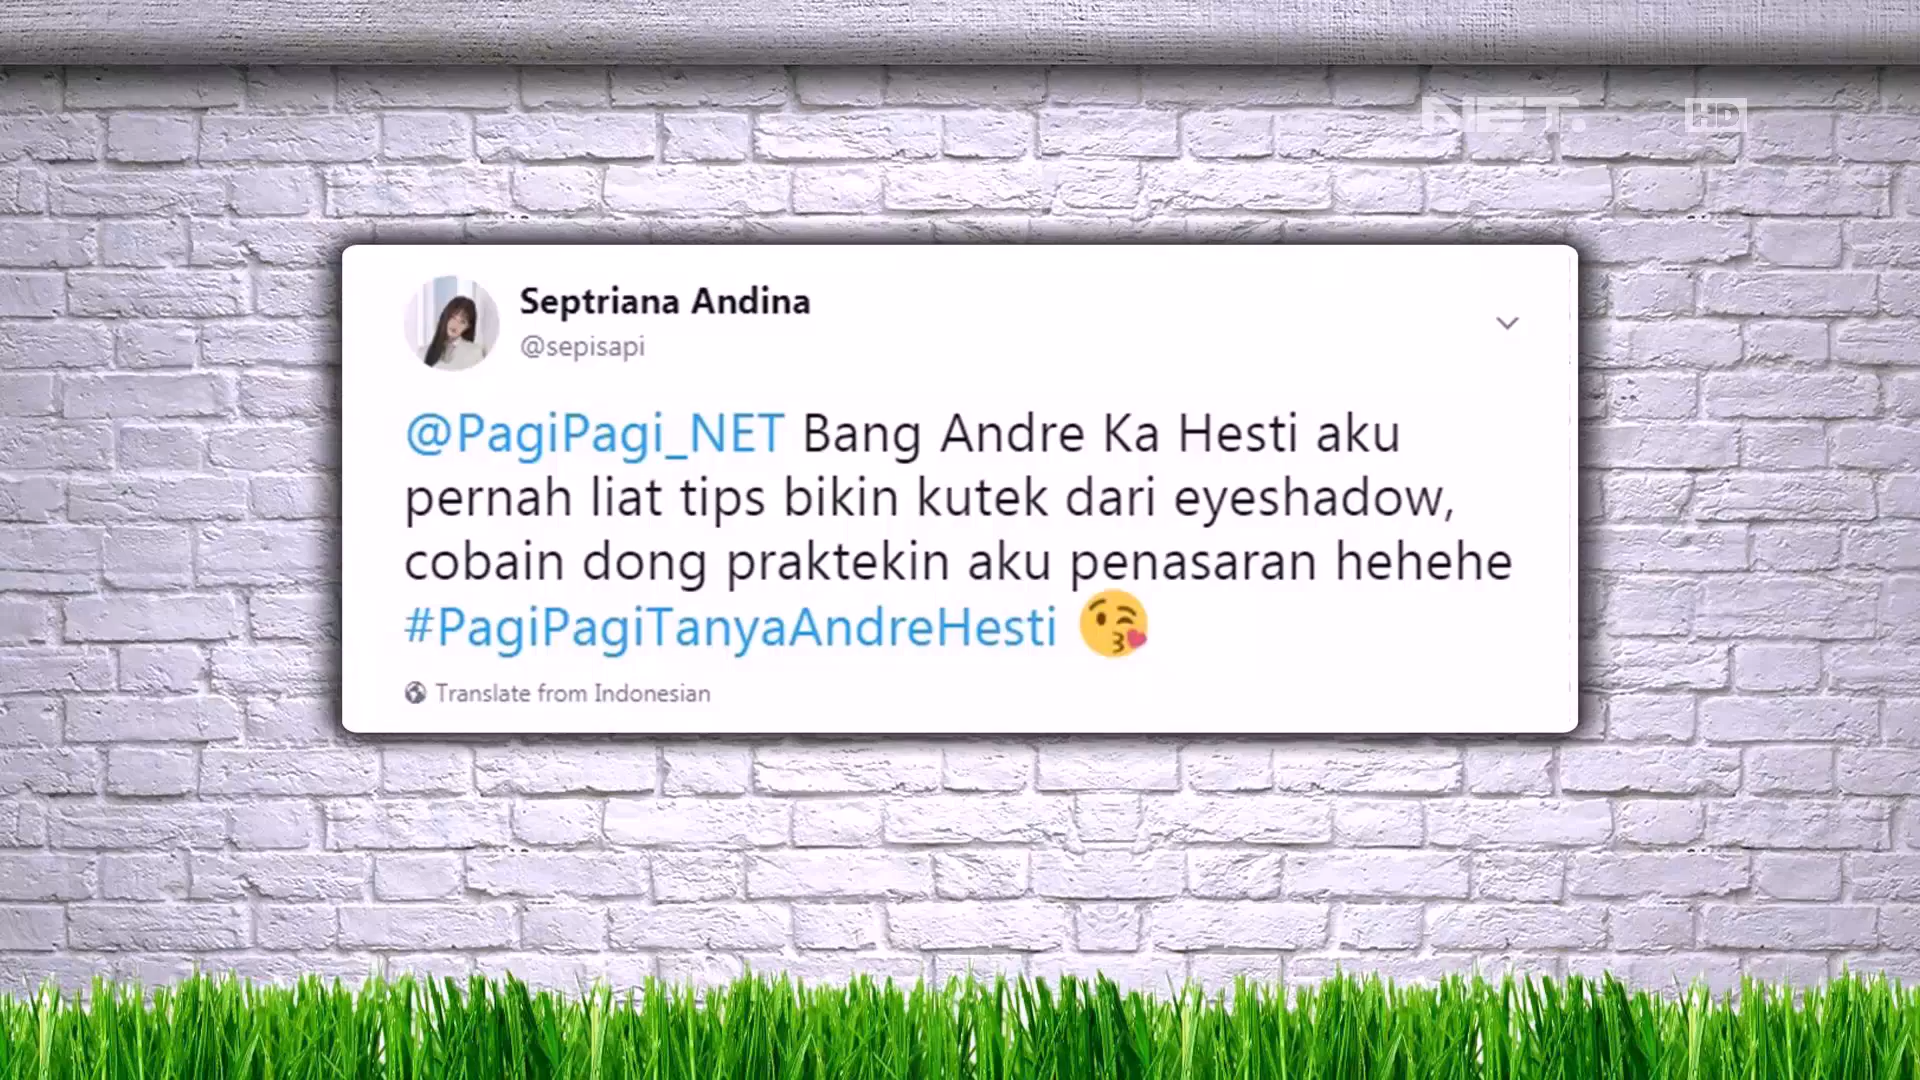 NET. HD
Septriana Andina
@sepisapi
@PagiPagi_NET Bang Andre Ka Hesti aku
pernah liat tips bikin kutek dari eyeshadow,
cobain dong praktekin aku penasaran hehehe
#PagiPagiTanyaAndreHesti 😘
Translate from Indonesian